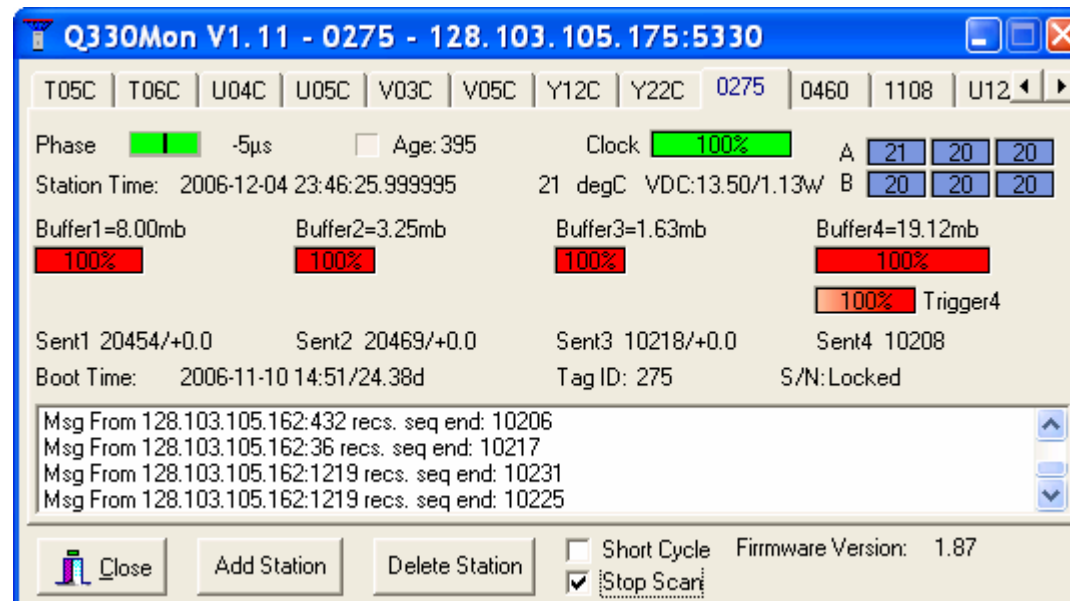 Q330Mon V1.11 - 0275 - 128.103.105.175:5330
T05C T06C U04C U05C V03C V05C Y12C Y22C 0275 0460 1108 U12
Phase -5µs Age: 395 Clock 100% A 21 20 20
Station Time: 2006-12-04 23:46:25.999995 21 degC VDC:13.50/1.13W B 20 20 20
Buffer1=8.00mb Buffer2=3.25mb Buffer3=1.63mb Buffer4=19.12mb
100% 100% 100% 100%
100% Trigger4
Sent1 20454/+0.0 Sent2 20469/+0.0 Sent3 10218/+0.0 Sent4 10208
Boot Time: 2006-11-10 14:51/24.38d Tag ID: 275 S/N:Locked
Msg From 128.103.105.162:432 recs. seq end: 10206
Msg From 128.103.105.162:36 recs. seq end: 10217
Msg From 128.103.105.162:1219 recs. seq end: 10231
Msg From 128.103.105.162:1219 recs. seq end: 10225
Close Add Station Delete Station Short Cycle Firmware Version: 1.87
Stop Scan